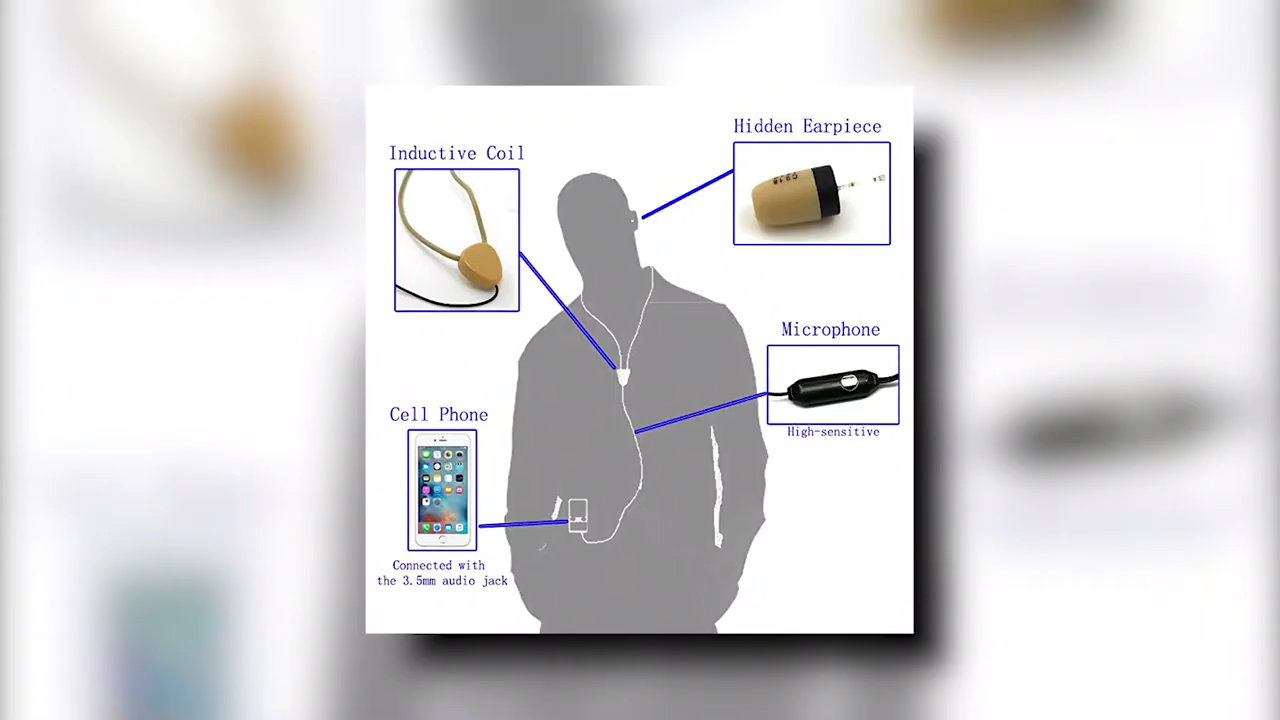 Hidden Earpiece
Inductive Coil
Microphone
High-sensitive
Cell Phone
Connected with
the 3.5mm audio jack